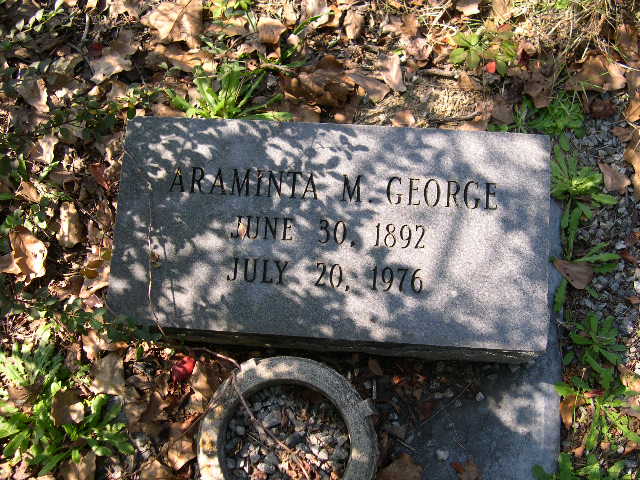 ARAMINTA M. GEORGE
JUNE 30, 1892
JULY 20, 1976